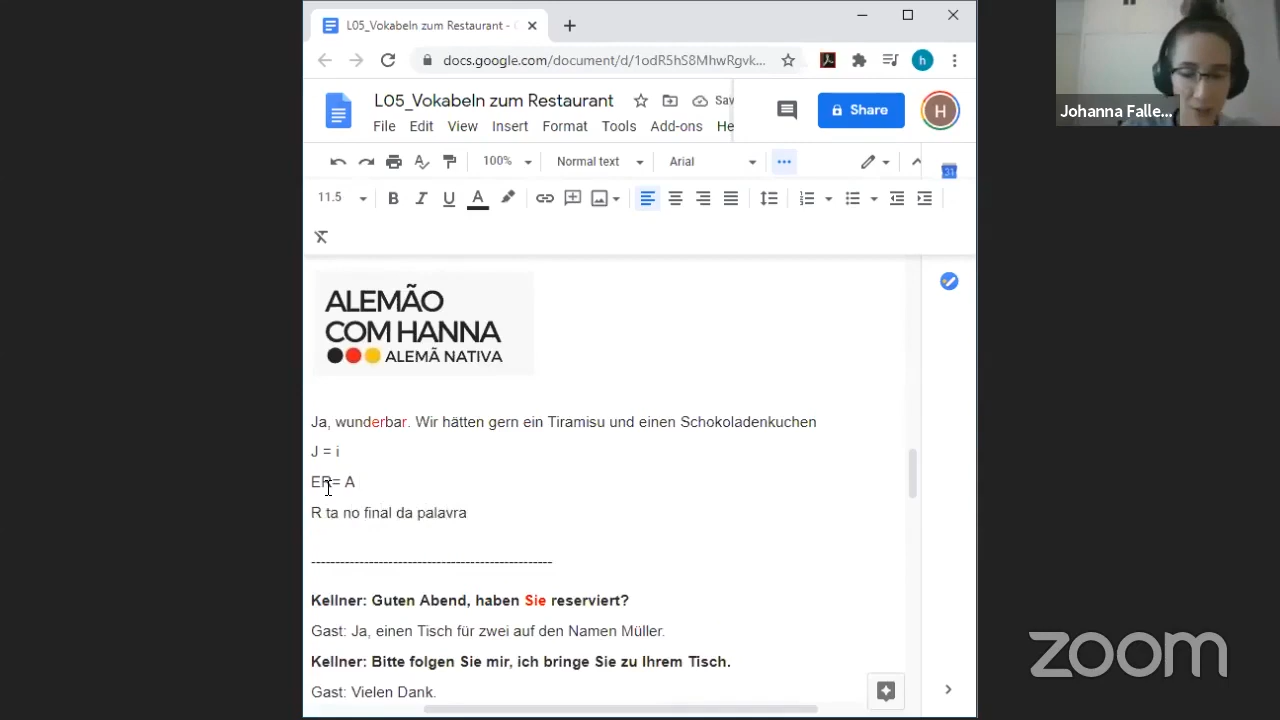 L05_Vokabeln zum Restaurant -
docs.google.com/document/d/1odR5hS8MhwRgvk...
h
Johanna Falle...
L05_Vokabeln zum Restaurant
Sav
Share
H
File Edit View Insert Format Tools Add-ons He
100% Normal text Arial
31
11.5 B I U A
ALEMÃO
COM HANNA
ALEMÃ NATIVA
Ja, wunderbar. Wir hätten gern ein Tiramisu und einen Schokoladenkuchen
J = i
ER= A
R ta no final da palavra
--------------------------------------------------
Kellner: Guten Abend, haben Sie reserviert?
Gast: Ja, einen Tisch für zwei auf den Namen Müller.
Kellner: Bitte folgen Sie mir, ich bringe Sie zu Ihrem Tisch.
Gast: Vielen Dank.
zoom